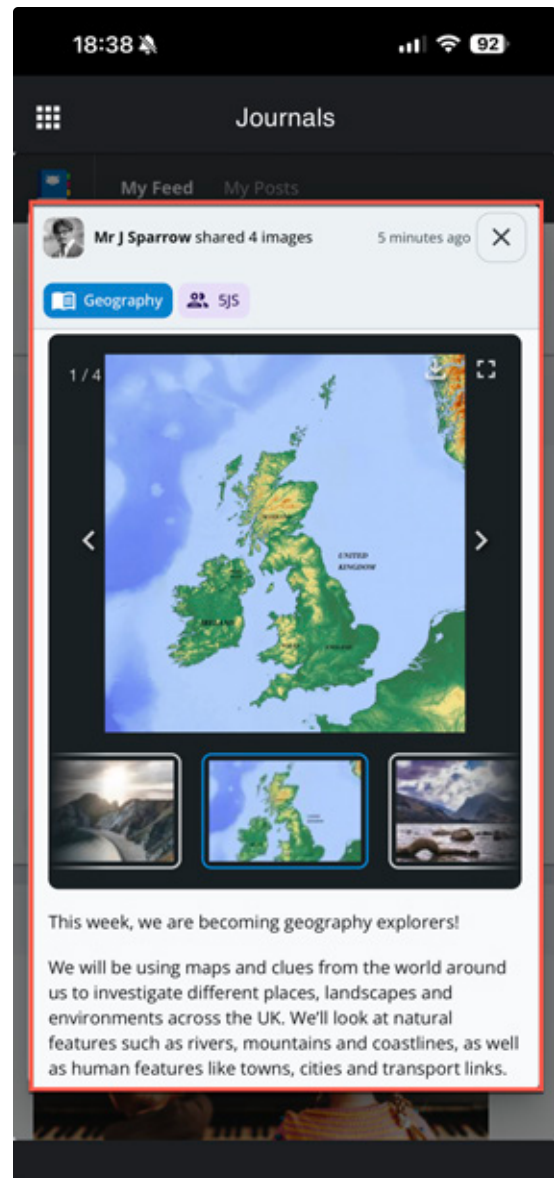 18:38
92
Journals
My Feed My Posts
Mr J Sparrow shared 4 images 5 minutes ago
Geography 5JS
1 / 4
UNITED
KINGDOM
IRELAND
This week, we are becoming geography explorers!
We will be using maps and clues from the world around
us to investigate different places, landscapes and
environments across the UK. We'll look at natural
features such as rivers, mountains and coastlines, as well
as human features like towns, cities and transport links.